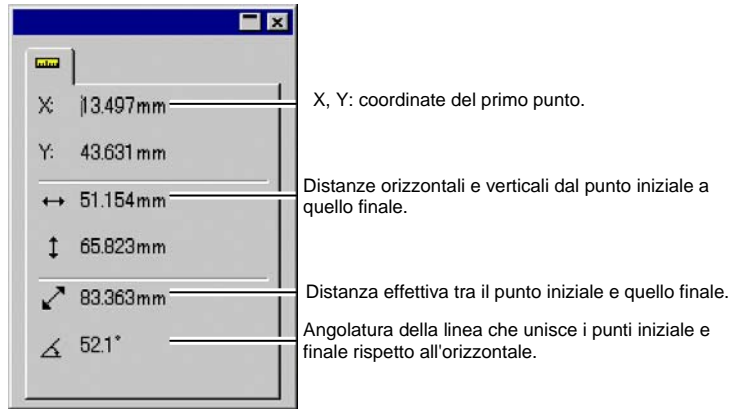 X: 13.497mm
X, Y: coordinate del primo punto.
Y: 43.631 mm
51.154mm
Distanze orizzontali e verticali dal punto iniziale a
quello finale.
65.823mm
83.363mm
Distanza effettiva tra il punto iniziale e quello finale.
52.1°
Angolatura della linea che unisce i punti iniziale e
finale rispetto all'orizzontale.